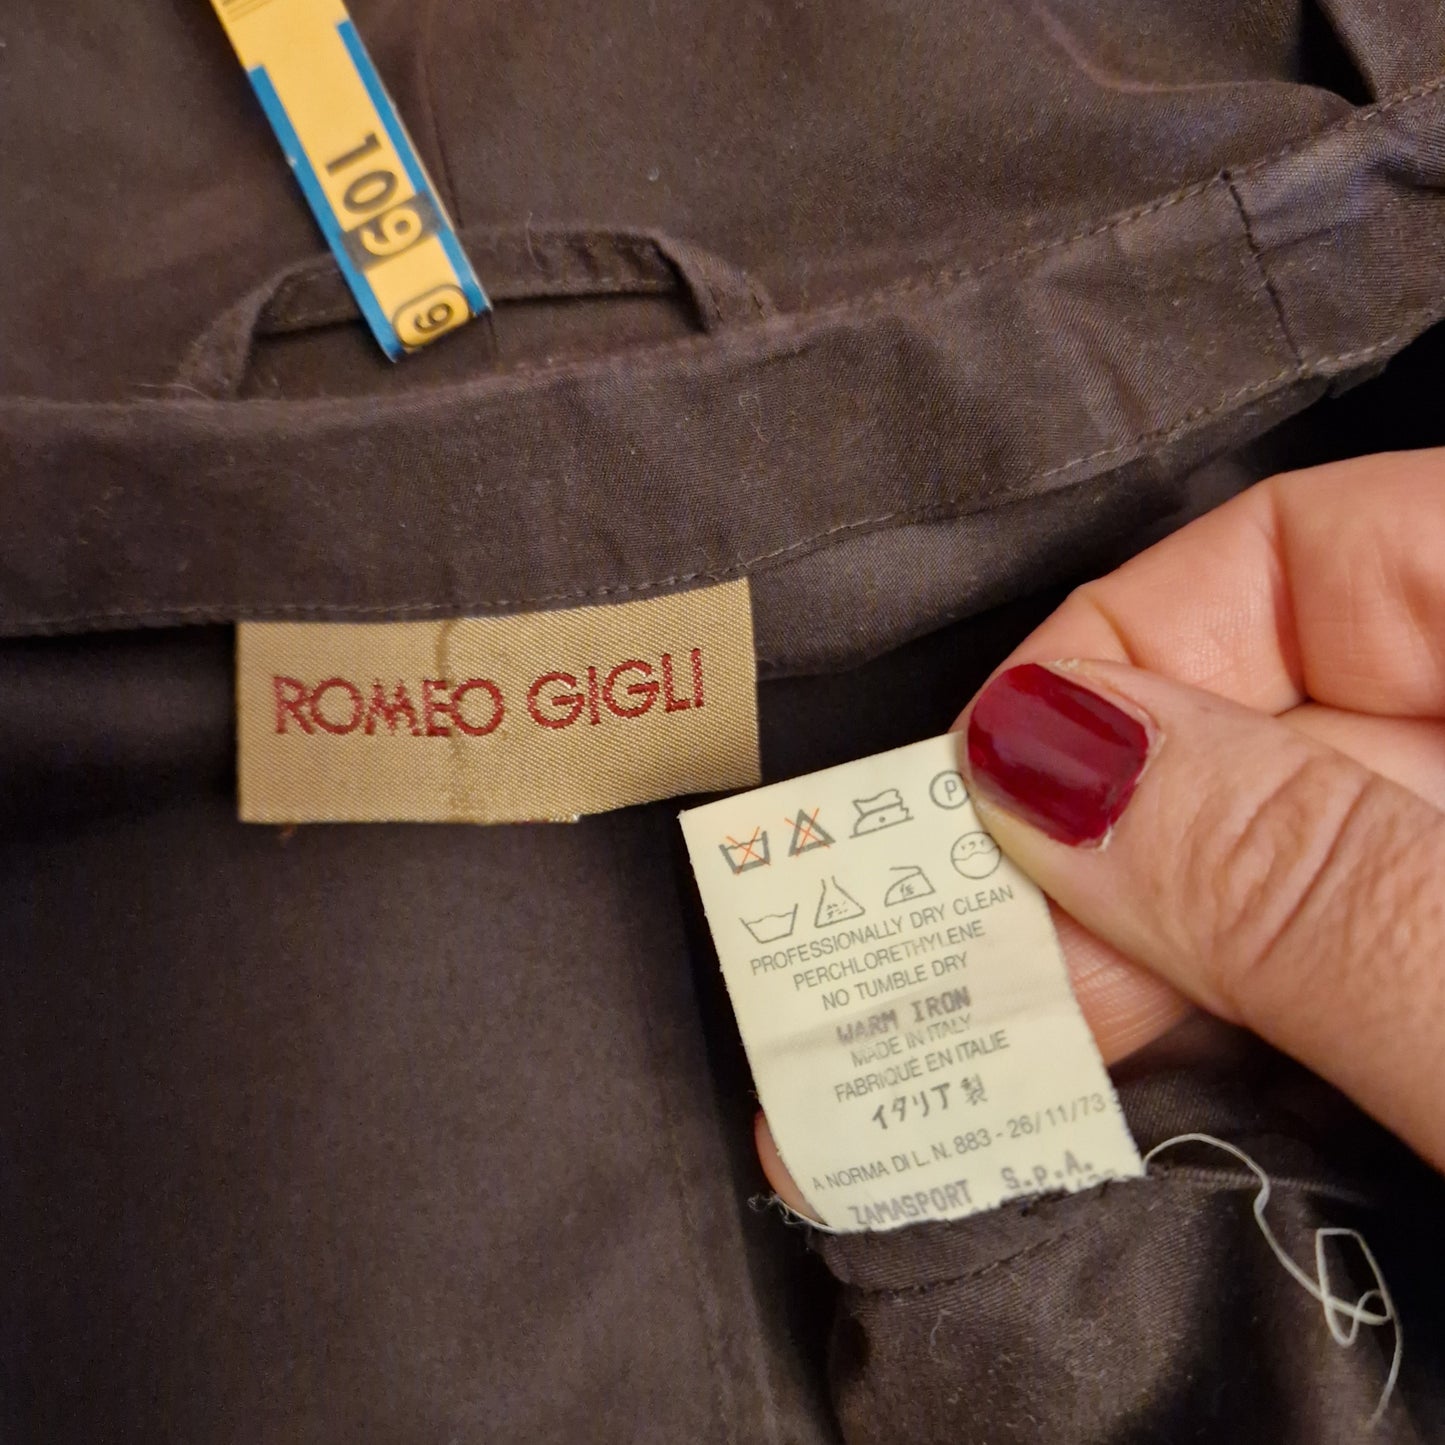 109
9
ROMEO GIGLI
P
PROFESSIONALLY DRY CLEAN
PERCHLORETHYLENE
NO TUMBLE DRY
WARM IRON
MADE IN ITALY
FABRIQUE EN ITALIE
イタリア製
A NORMA DI L. N. 883 - 26/11/73
ZAMASPORT S.p.A.